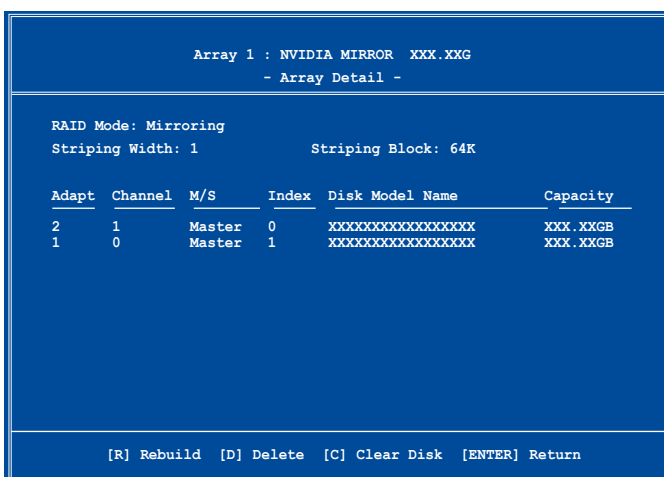 Array 1 : NVIDIA MIRROR XXX.XXG
- Array Detail -
RAID Mode: Mirroring
Striping Width: 1 Striping Block: 64K
Adapt Channel M/S Index Disk Model Name Capacity
2 1 Master 0 XXXXXXXXXXXXXXXXX XXX.XXGB
1 0 Master 1 XXXXXXXXXXXXXXXXX XXX.XXGB
[R] Rebuild [D] Delete [C] Clear Disk [ENTER] Return